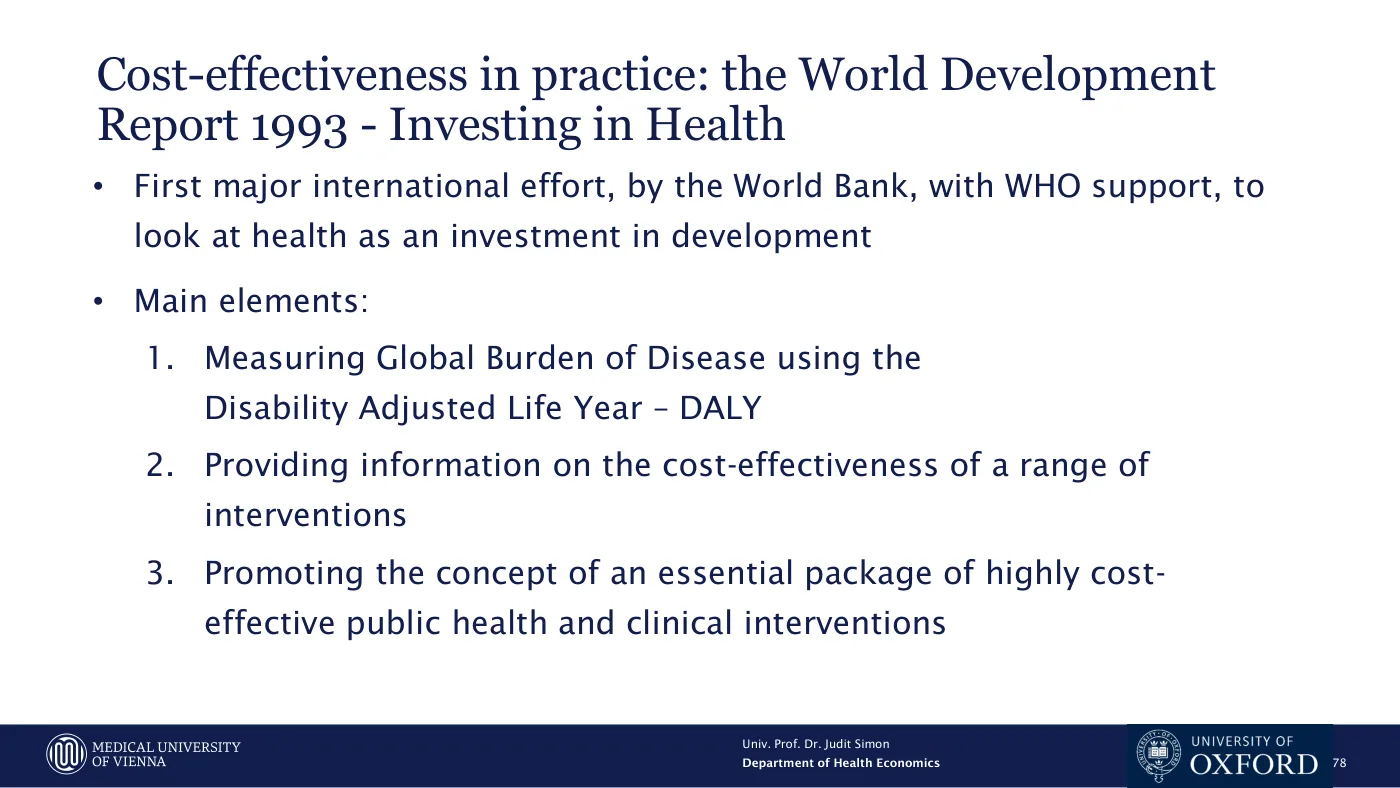 Cost-effectiveness in practice: the World Development
Report 1993 - Investing in Health
• First major international effort, by the World Bank, with WHO support, to
look at health as an investment in development
• Main elements:
1. Measuring Global Burden of Disease using the
Disability Adjusted Life Year – DALY
2. Providing information on the cost-effectiveness of a range of
interventions
3. Promoting the concept of an essential package of highly cost-
effective public health and clinical interventions
MEDICAL UNIVERSITY
OF VIENNA
Univ. Prof. Dr. Judit Simon
Department of Health Economics
UNIVERSITY OF
OXFORD
78